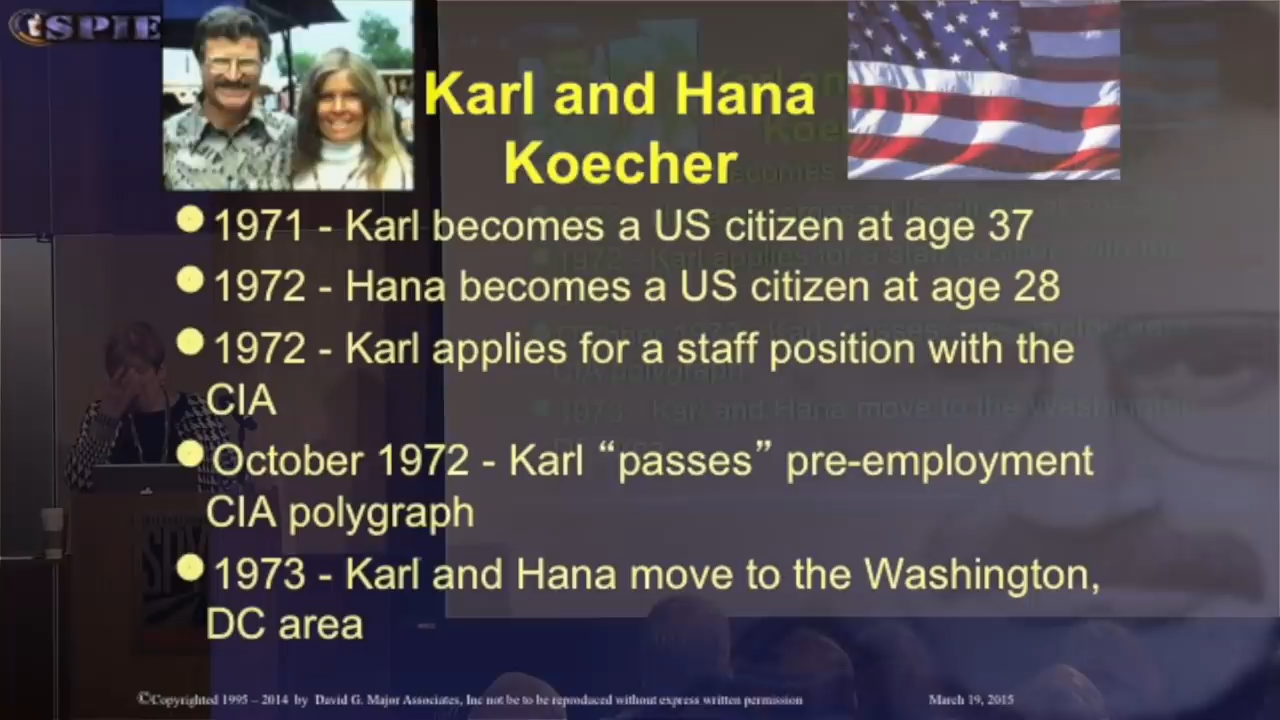 SPIE
Karl and Hana
Koecher
1971 - Karl becomes a US citizen at age 37
1972 - Hana becomes a US citizen at age 28
1972 - Karl applies for a staff position with the
CIA
October 1972 - Karl “passes” pre-employment
CIA polygraph
1973 - Karl and Hana move to the Washington,
DC area
©Copyrighted 1995 – 2014 by David G. Major Associates, Inc not be to be reproduced without express written permission
March 19, 2015